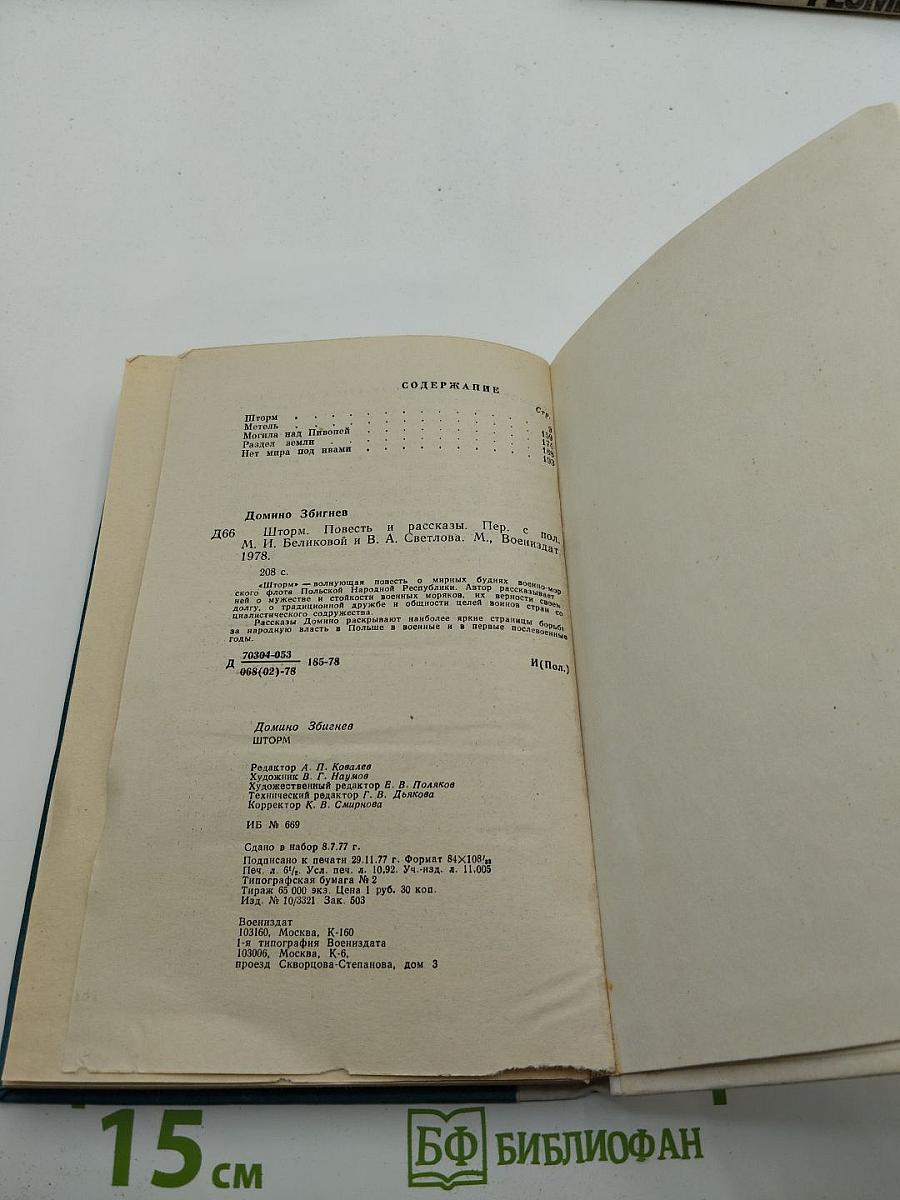 СОДЕРЖАНИЕ
Стр.
Шторм . . . . . . . . . . . . 3
Метель . . . . . . . . . . . . 159
Могила над Пивоней . . . . . . . . 174
Раздел земли . . . . . . . . . . 188
Нет мира под ивами . . . . . . . . 193
Домино Збигнев
Д66 Шторм. Повесть и рассказы. Пер. с пол.
М. И. Беликовой и В. А. Светлова. М., Воениздат,
1978.
208 с.
«Шторм» — волнующая повесть о мирных буднях военно-мор
ского флота Польской Народной Республики. Автор рассказывает в
ней о мужестве и стойкости военных моряков, их верности своему
долгу, о традиционной дружбе и общности целей воинов стран со
циалистического содружества.
Рассказы Домино раскрывают наиболее яркие страницы борьбы
за народную власть в Польше в военные и в первые послевоенные
годы.
Д 70304-053
068(02)-78 185-78 И(Пол.)
Домино Збигнев
ШТОРМ
Редактор А. П. Ковалев
Художник В. Г. Наумов
Художественный редактор Е. В. Поляков
Технический редактор Г. В. Дьякова
Корректор К. В. Смирнова
ИБ № 669
Сдано в набор 8.7.77 г.
Подписано к печати 29.11.77 г. Формат 84×108/₃₂
Печ. л. 6¹/₂. Усл. печ. л. 10.92. Уч.-изд. л. 11.005
Типографская бумага № 2
Тираж 65 000 экз. Цена 1 руб. 30 коп.
Изд. № 10/3321 Зак. 503
Воениздат
103160, Москва, К-160
1-я типография Воениздата
103006, Москва, К-6,
проезд Скворцова-Степанова, дом 3
15 см
БФ БИБЛИОФАН